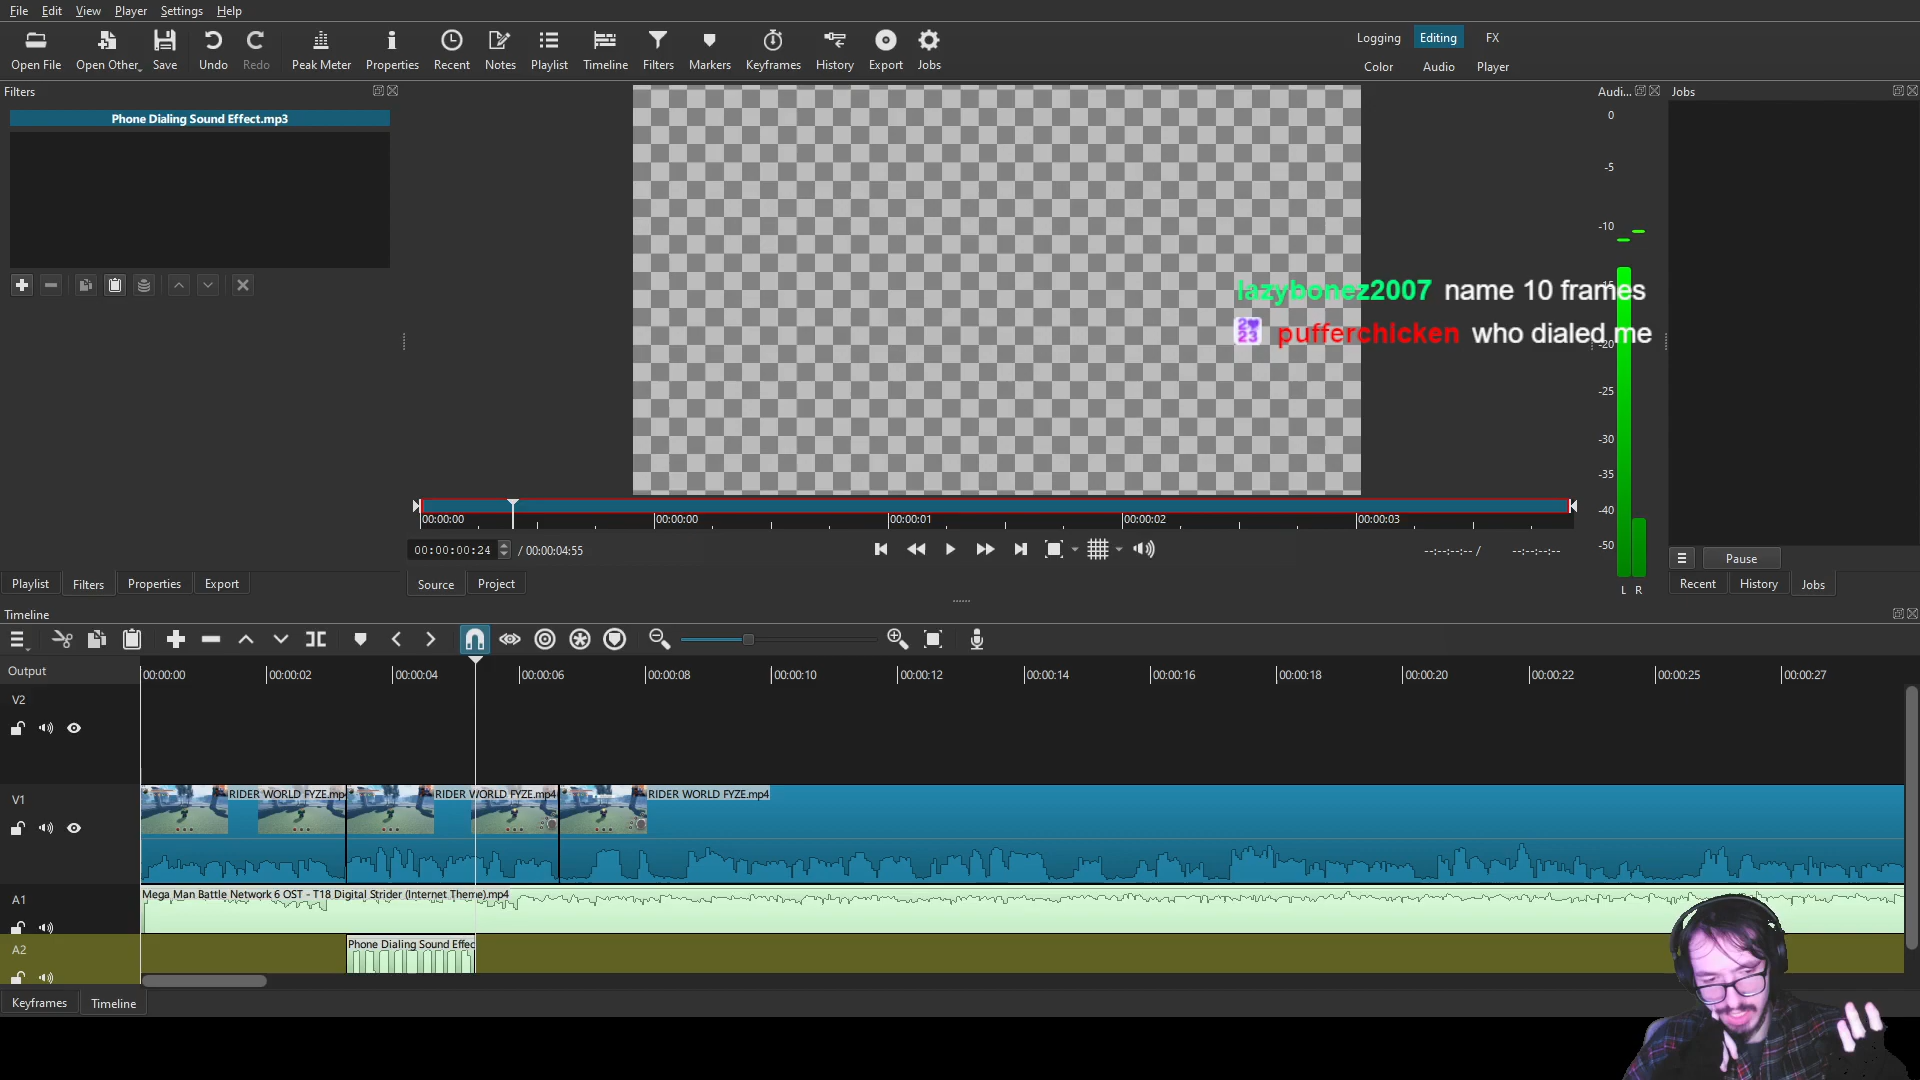 File Edit View Player Settings Help
Open File Open Other Save Undo Redo Peak Meter Properties Recent Notes Playlist Timeline Filters Markers Keyframes History Export Jobs
Logging Editing FX
Color Audio Player
Filters
Phone Dialing Sound Effect.mp3
Audi...
Jobs
0
-5
-10
-20
-25
-30
-35
-40
-45
-50
L R
lazybonez2007 name 10 frames
2 23 pufferchicken who dialed me
00:00:00 00:00:00 00:00:01 00:00:02 00:00:03
00:00:00:24 / 00:00:04:55
--:--:--:-- / --:--:--:--
Pause
Playlist Filters Properties Export
Source Project
Recent History Jobs
Timeline
Output
00:00:00 00:00:02 00:00:04 00:00:06 00:00:08 00:00:10 00:00:12 00:00:14 00:00:16 00:00:18 00:00:20 00:00:22 00:00:25 00:00:27
V2
V1
RIDER WORLD FYZE.mp RIDER WORLD FYZE.mp4 RIDER WORLD FYZE.mp4
A1
Mega Man Battle Network 6 OST - T18 Digital Strider (Internet Theme).mp4
A2
Phone Dialing Sound Effec
Keyframes Timeline